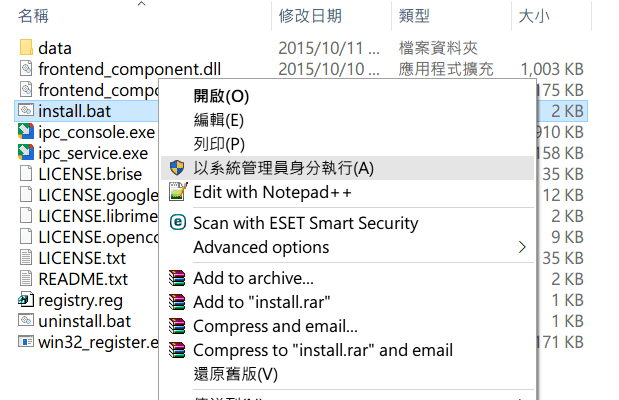 名稱 修改日期 類型 大小
data 2015/10/11 ... 檔案資料夾
frontend_component.dll 2015/10/10 ... 應用程式擴充 1,003 KB
frontend_compo 175 KB
install.bat 2 KB
ipc_console.exe 910 KB
ipc_service.exe 158 KB
LICENSE.brise 35 KB
LICENSE.google 12 KB
LICENSE.librime 2 KB
LICENSE.opencc 9 KB
LICENSE.txt 35 KB
README.txt 2 KB
registry.reg 1 KB
uninstall.bat 1 KB
win32_register.e 171 KB
開啟(O)
編輯(E)
列印(P)
以系統管理員身分執行(A)
Edit with Notepad++
Scan with ESET Smart Security
Advanced options
Add to archive...
Add to "install.rar"
Compress and email...
Compress to "install.rar" and email
還原舊版(V)